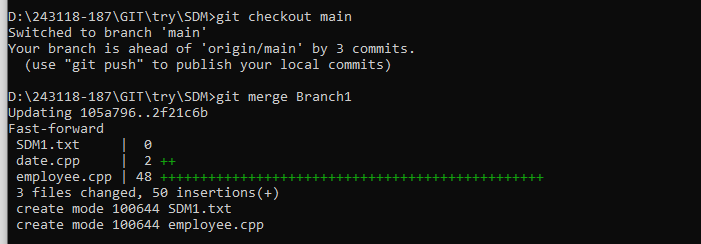 D:\243118-187\GIT\try\SDM>git checkout main
Switched to branch 'main'
Your branch is ahead of 'origin/main' by 3 commits.
  (use "git push" to publish your local commits)

D:\243118-187\GIT\try\SDM>git merge Branch1
Updating 105a796..2f21c6b
Fast-forward
 SDM1.txt     |  0
 date.cpp     |  2 ++
 employee.cpp | 48 ++++++++++++++++++++++++++++++++++++++++++++++++
 3 files changed, 50 insertions(+)
 create mode 100644 SDM1.txt
 create mode 100644 employee.cpp